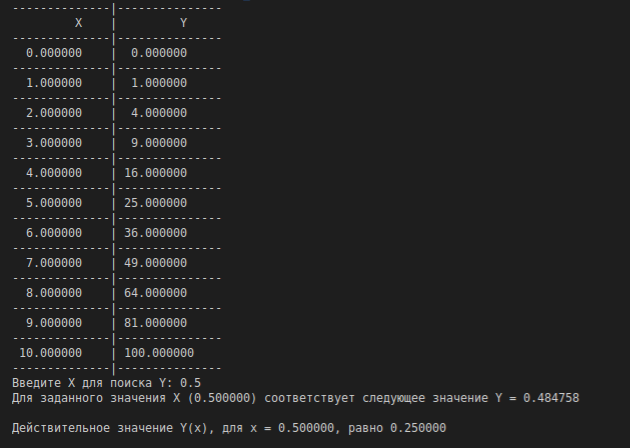 --------------|---------------
X | Y
--------------|---------------
0.000000 | 0.000000
--------------|---------------
1.000000 | 1.000000
--------------|---------------
2.000000 | 4.000000
--------------|---------------
3.000000 | 9.000000
--------------|---------------
4.000000 | 16.000000
--------------|---------------
5.000000 | 25.000000
--------------|---------------
6.000000 | 36.000000
--------------|---------------
7.000000 | 49.000000
--------------|---------------
8.000000 | 64.000000
--------------|---------------
9.000000 | 81.000000
--------------|---------------
10.000000 | 100.000000
--------------|---------------
Введите X для поиска Y: 0.5
Для заданного значения X (0.500000) соответствует следующее значение Y = 0.484758
Действительное значение Y(x), для x = 0.500000, равно 0.250000